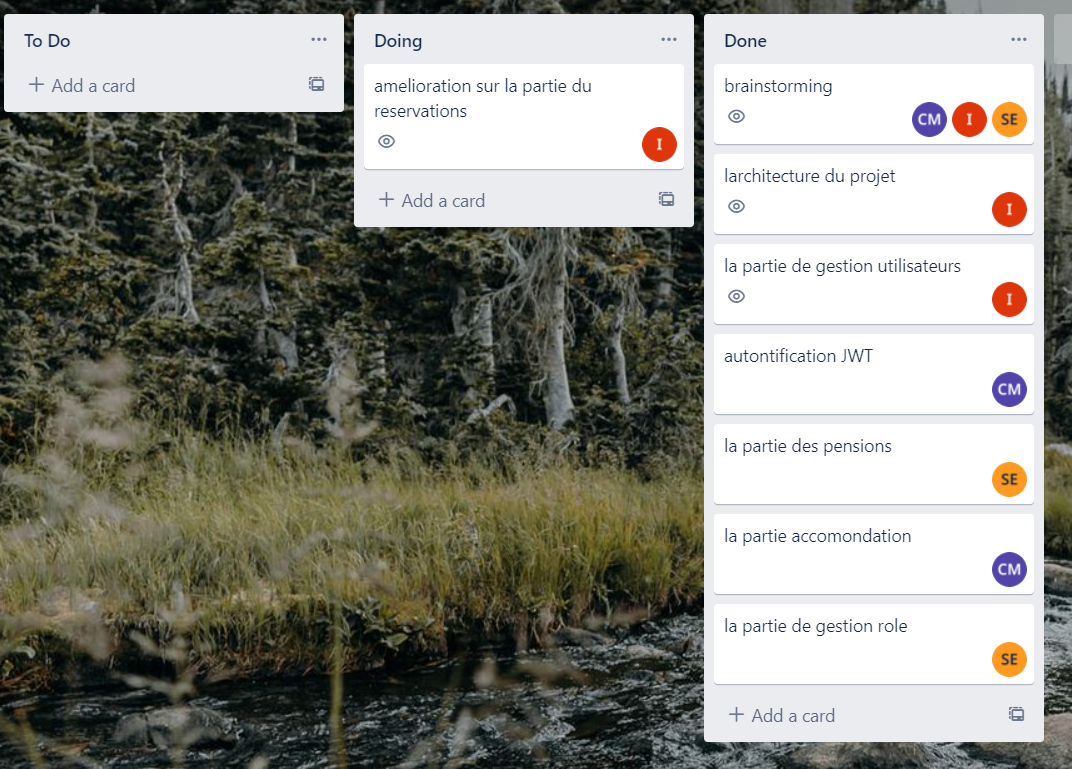 To Do
Add a card
Doing
amelioration sur la partie du
reservations
I
Add a card
Done
brainstorming
CM I SE
larchitecture du projet
I
la partie de gestion utilisateurs
I
autontification JWT
CM
la partie des pensions
SE
la partie accomondation
CM
la partie de gestion role
SE
Add a card